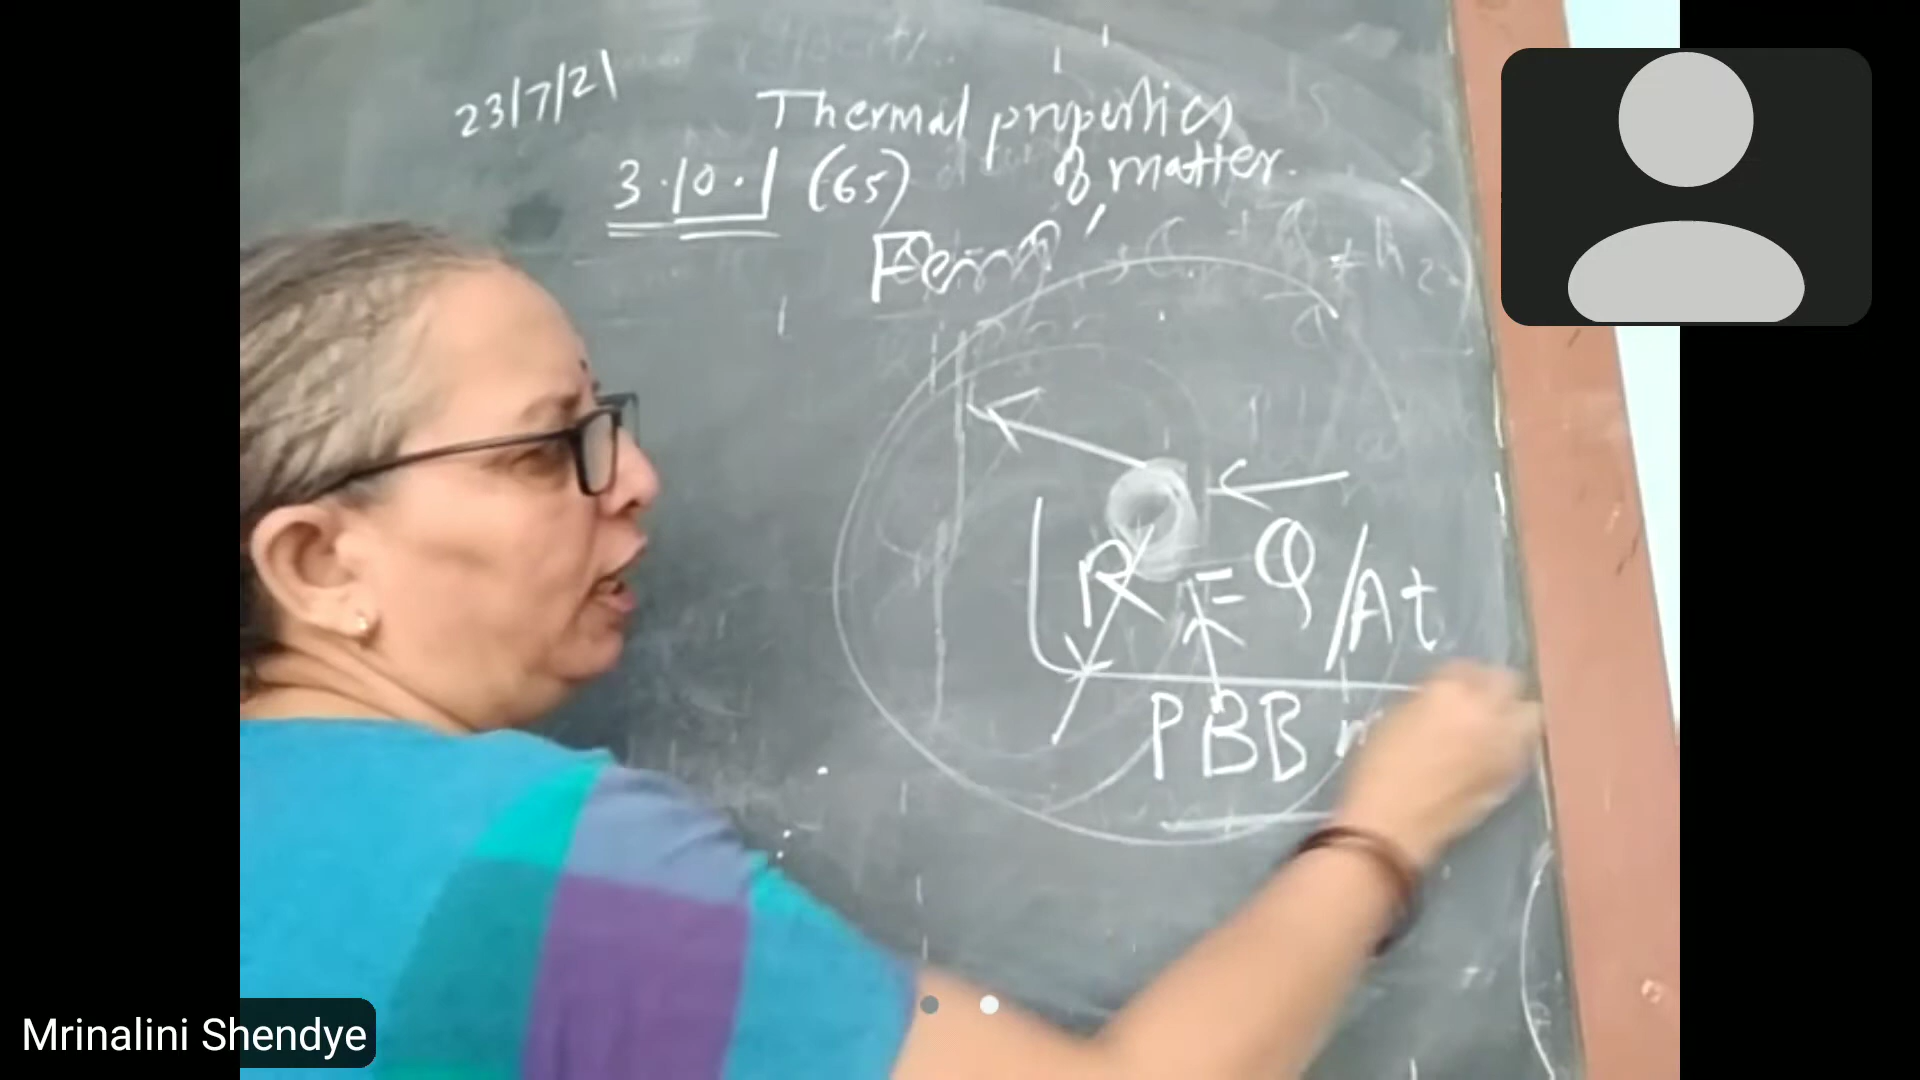 23/7/21
Thermal properties
of matter.
3.10.1 (65)
R = Q/At
PBB
Mrinalini Shendye